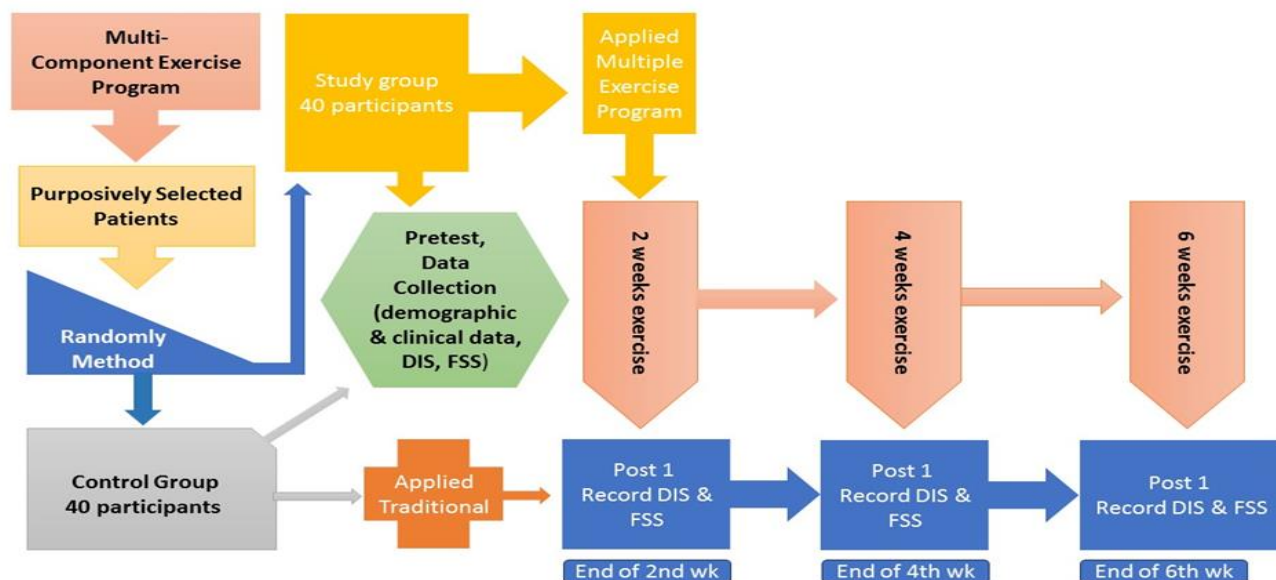 Multi-
Component Exercise
Program
Purposively Selected
Patients
Randomly
Method
Control Group
40 participants
Study group
40 participants
Pretest,
Data
Collection
(demographic
& clinical data,
DIS, FSS)
Applied
Traditional
Applied
Multiple
Exercise
Program
2 weeks exercise
4 weeks exercise
6 weeks exercise
Post 1
Record DIS &
FSS
End of 2nd wk
Post 1
Record DIS &
FSS
End of 4th wk
Post 1
Record DIS & FSS
End of 6th wk